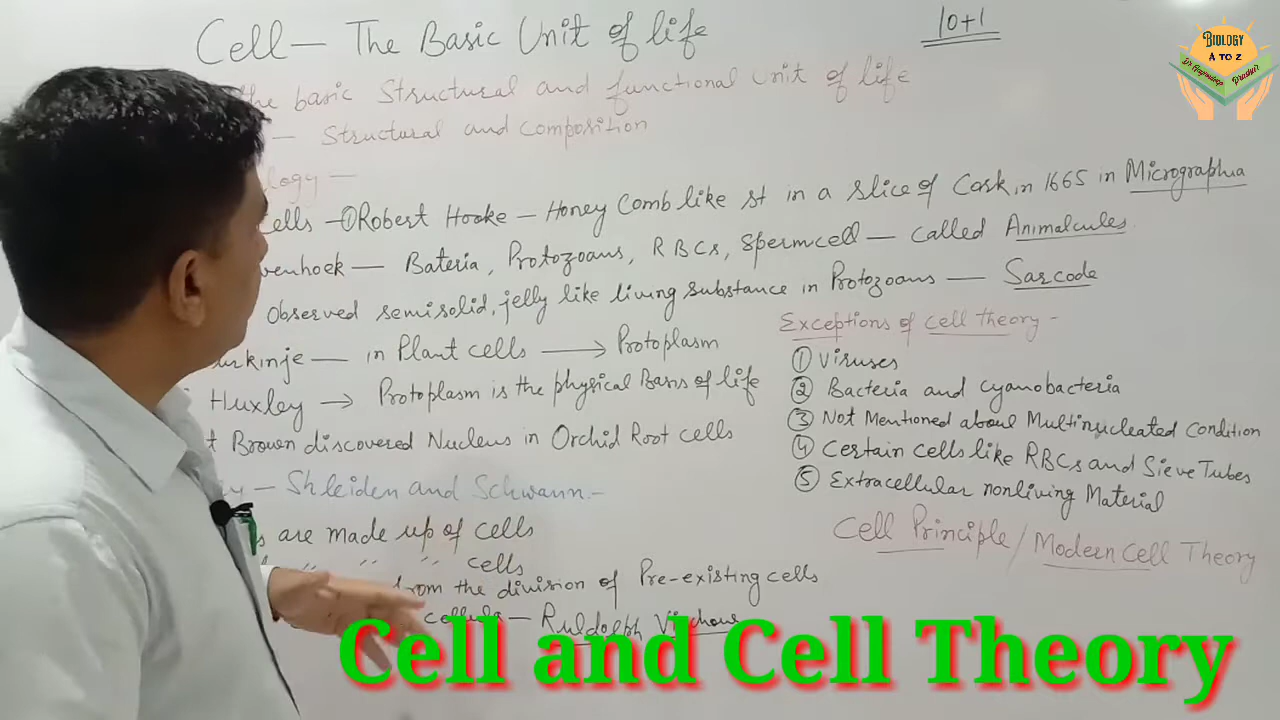 Cell — The Basic Unit of life
10+1
BIOLOGY
A TO Z
the basic Structural and functional Unit of life
— Structural and Composition
logy —
Cells — ① Robert Hooke — Honey Comb like st in a slice of Cork in 1665 in Micrographia
venhoek — Bateria, Protozoans, RBCs, Spermcell — called Animalcules
Observed semisolid, jelly like living substance in Protozoans — Sarcode
urkinje — in Plant cells → Protoplasm
Huxley → Protoplasm is the physical Basis of life
t Brown discovered Nucleus in Orchid Root cells
y — Shleiden and Schwann -
s are made up of cells
" " " cells
from the division of Pre-existing cells
cellula — Ruldolph Virchow
Exceptions of cell theory -
① Viruses
② Bacteria and cyanobacteria
③ Not Mentioned about Multinucleated Condition
④ Certain cells like RBCs and Sieve Tubes
⑤ Extracellular nonliving Material
Cell Principle / Modern Cell Theory
Cell and Cell Theory